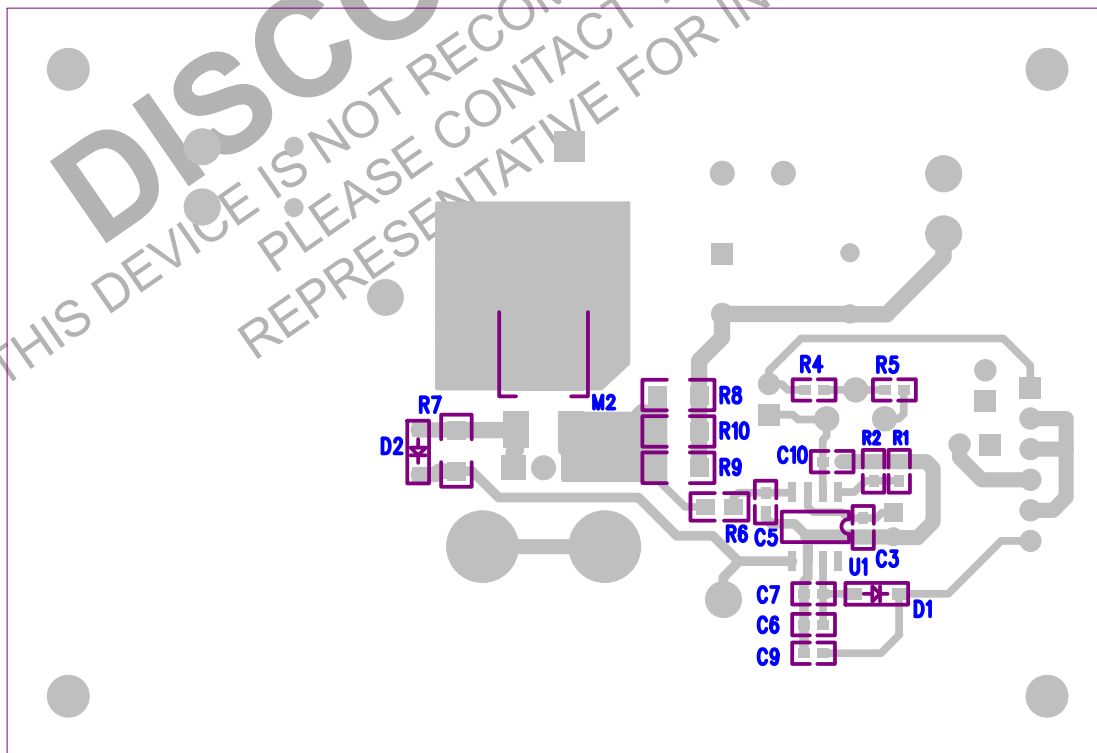 DISCO
THIS DEVICE IS NOT RECOM
PLEASE CONTACT
REPRESENTATIVE FOR IN
R4
R5
R8
M2
R7
R10
D2
R2
R1
C10
R9
R6
C5
C3
U1
C7
D1
C6
C9